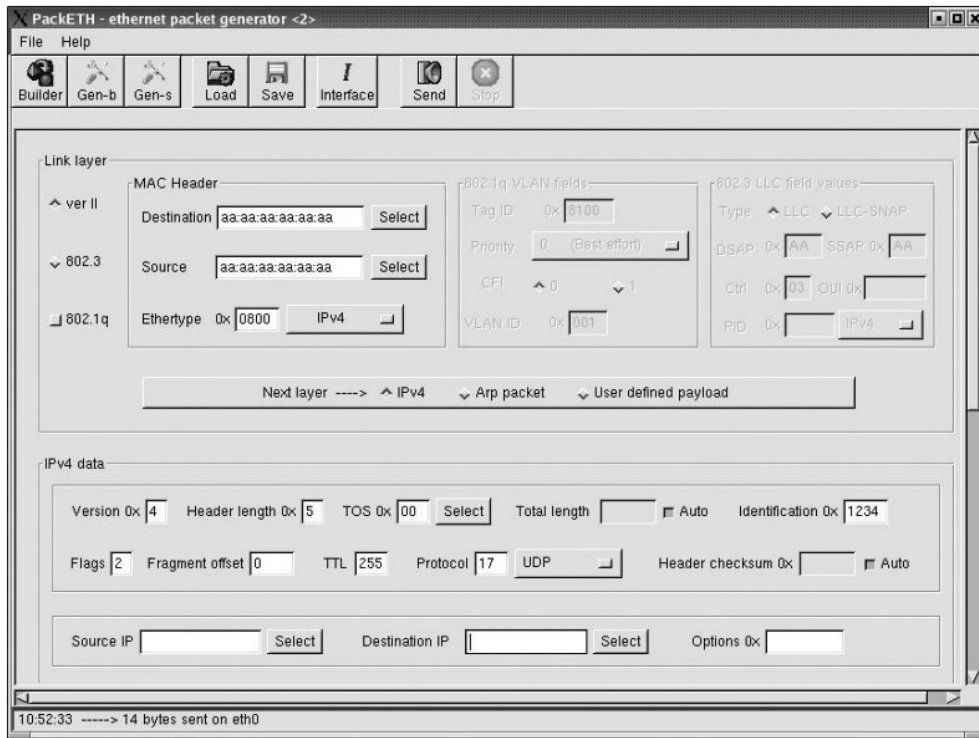 PackETH - ethernet packet generator <2>
File Help
Builder Gen-b Gen-s Load Save Interface Send Stop
Link layer
MAC Header 802.1q VLAN fields 802.3 LLC field values
ver II Destination aa:aa:aa:aa:aa:aa Select Tag ID 0x 8100 Type LLC LLC-SNAP
Priority 0 (Best effort) DSAP 0x AA SSAP 0x AA
802.3 Source aa:aa:aa:aa:aa:aa Select CFI 0 1 Ctrl 0x 03 OUI 0x
802.1q Ethertype 0x 0800 IPv4 VLAN ID 0x 001 PID 0x IPv4
Next layer ----> IPv4 Arp packet User defined payload
IPv4 data
Version 0x 4 Header length 0x 5 TOS 0x 00 Select Total length Auto Identification 0x 1234
Flags 2 Fragment offset 0 TTL 255 Protocol 17 UDP Header checksum 0x Auto
Source IP Select Destination IP Select Options 0x
10:52:33 -----> 14 bytes sent on eth0